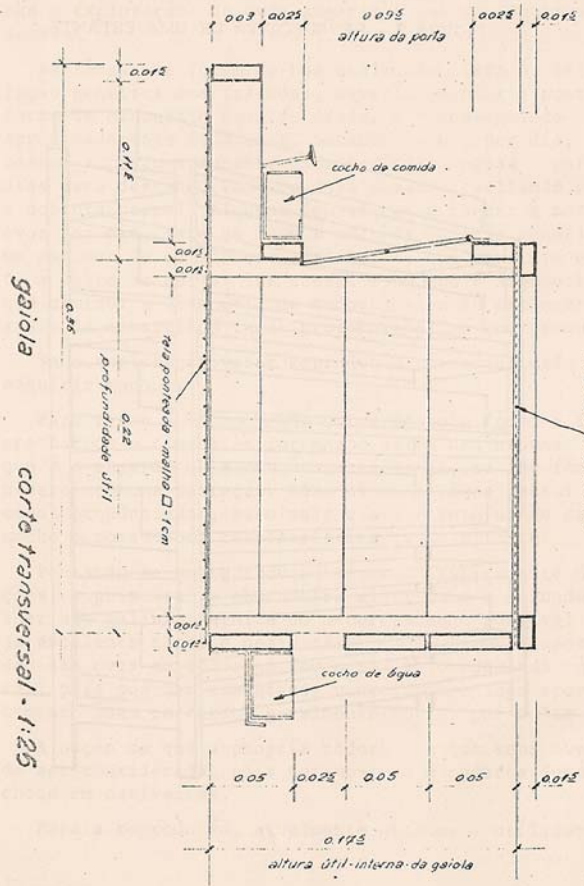 0.03 0.025 0.095 0.025 0.015
altura da porta
0.015
0.115
0.015
0.015
0.36
0.22
profundidade útil
0.015
0.015
cocho de comida
tela ponteada-malha □-1cm
cocho de água
0.05 0.025 0.05 0.05 0.015
0.175
altura útil-interna-da gaiola
gaiola corte transversal - 1:25